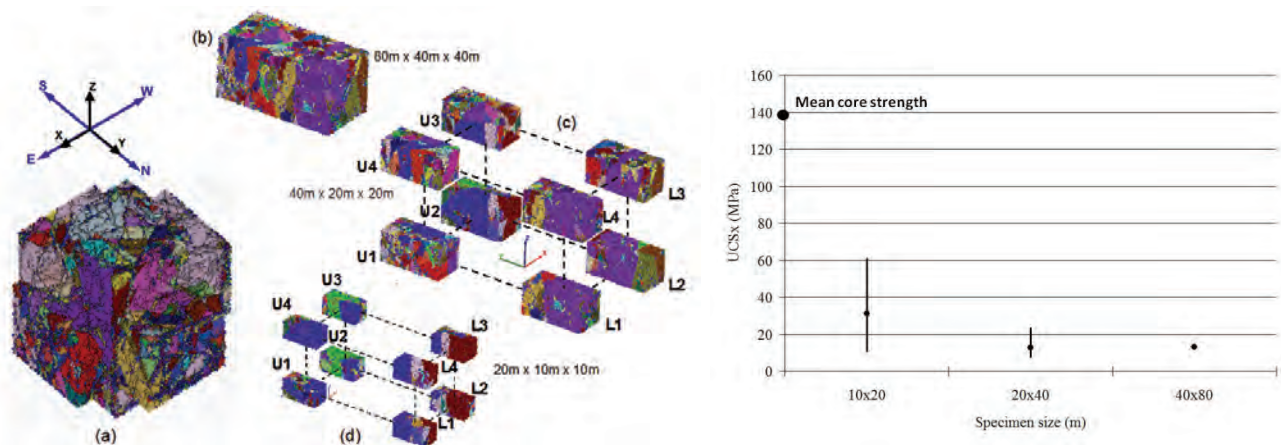 (b)
80m x 40m x 40m
S
Z
W
X
Y
E
N
(a)
U3
(c)
U4
L3
40m x 20m x 20m
U2
L4
U1
L2
L1
U3
U4
L3
U2
20m x 10m x 10m
U1
L4
L2
L1
(d)
160
140
120
100
80
60
40
20
0
Mean core strength
UCSx (MPa)
10x20
20x40
40x80
Specimen size (m)